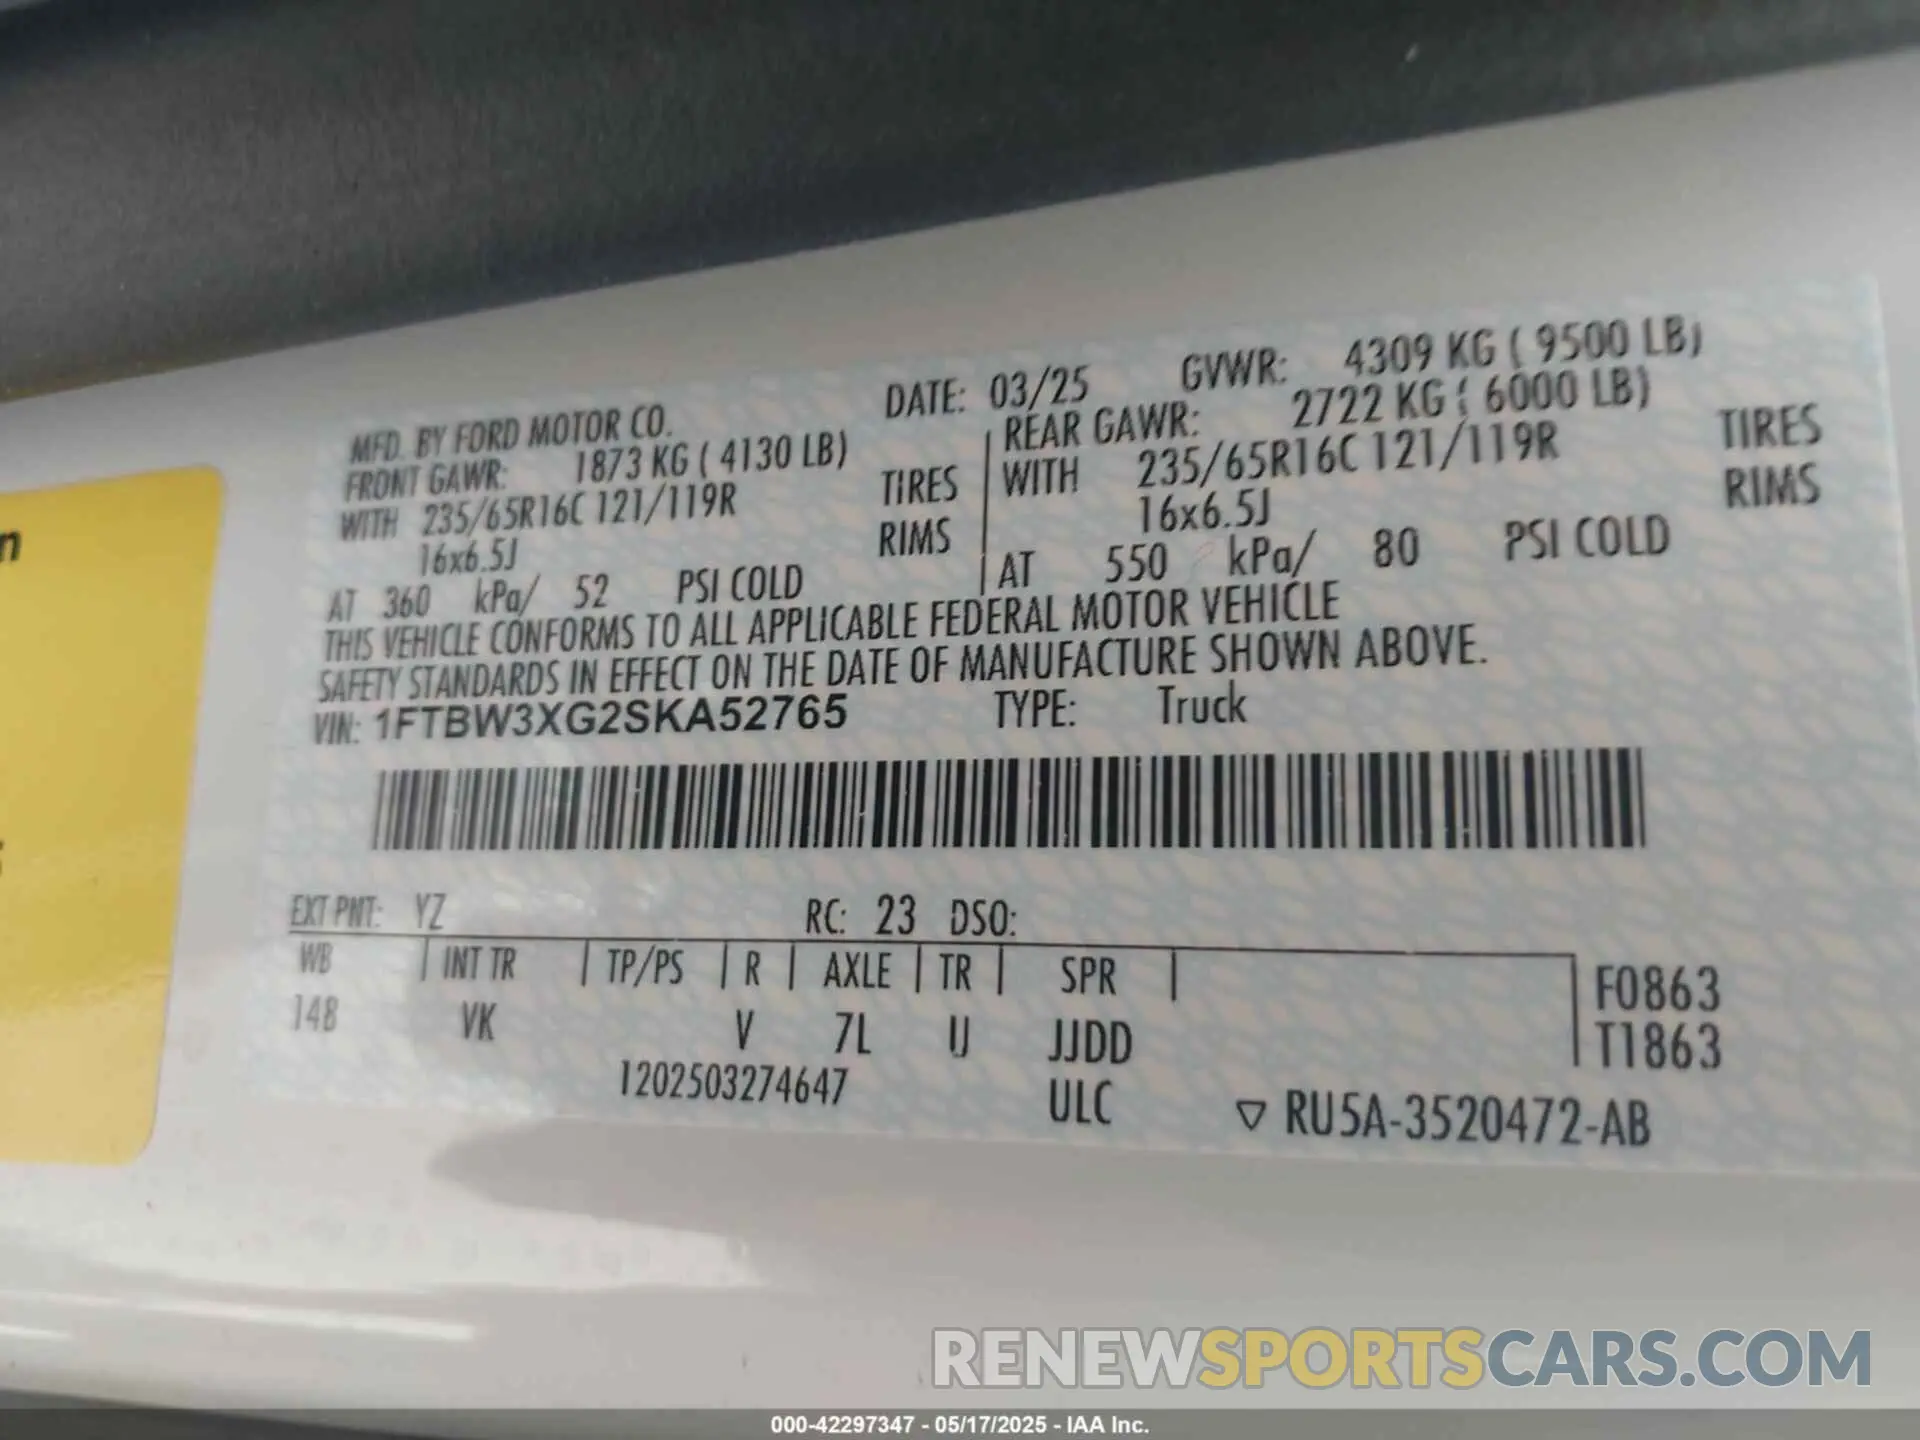 MFD. BY FORD MOTOR CO. DATE: 03/25 GVWR: 4309 KG ( 9500 LB)
FRONT GAWR: 1873 KG ( 4130 LB) REAR GAWR: 2722 KG ( 6000 LB)
WITH 235/65R16C 121/119R TIRES WITH 235/65R16C 121/119R TIRES
16x6.5J RIMS 16x6.5J RIMS
AT 360 kPa/ 52 PSI COLD AT 550 kPa/ 80 PSI COLD
THIS VEHICLE CONFORMS TO ALL APPLICABLE FEDERAL MOTOR VEHICLE
SAFETY STANDARDS IN EFFECT ON THE DATE OF MANUFACTURE SHOWN ABOVE.
VIN: 1FTBW3XG2SKA52765 TYPE: Truck
EXT PNT: YZ RC: 23 DSO:
WB INT TR TP/PS R AXLE TR SPR F0863
148 VK V 7L U JJDD T1863
1202503274647 ULC ▽ RU5A-3520472-AB
RENEWSPORTSCARS.COM
000-42297347 - 05/17/2025 - IAA Inc.